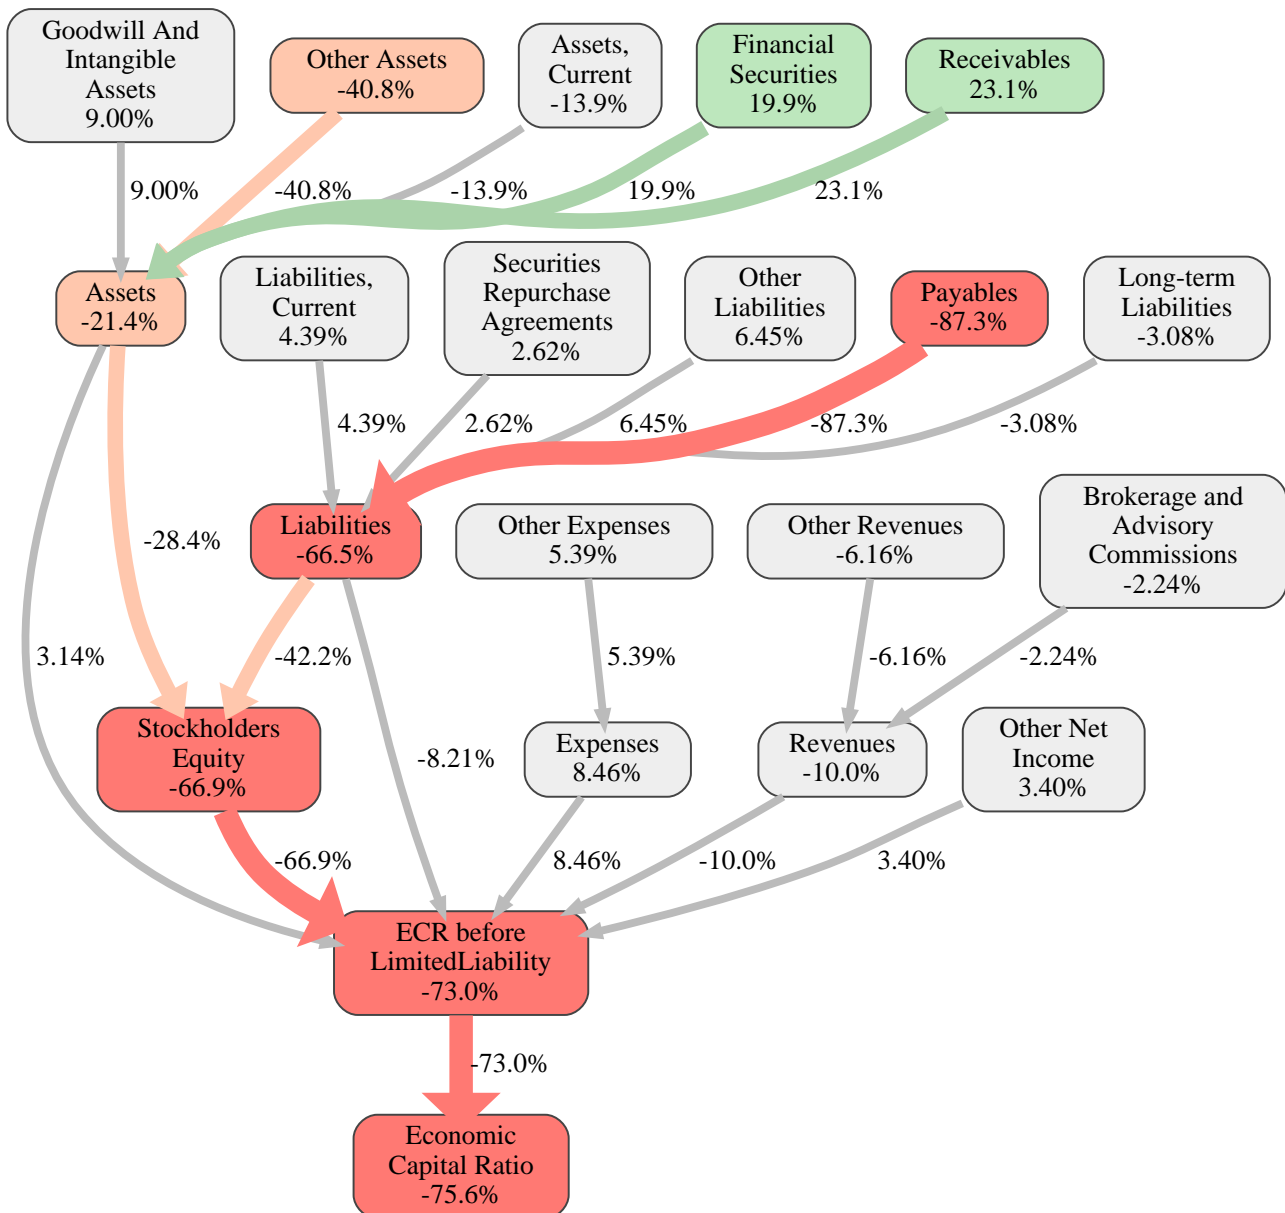 Goodwill And
Intangible
Assets
9.00%
Other Assets
-40.8%
Assets,
Current
-13.9%
Financial
Securities
19.9%
Receivables
23.1%
9.00%
-40.8%
-13.9%
19.9%
23.1%
Assets
-21.4%
Liabilities,
Current
4.39%
Securities
Repurchase
Agreements
2.62%
Other
Liabilities
6.45%
Payables
-87.3%
Long-term
Liabilities
-3.08%
4.39%
2.62%
6.45%
-87.3%
-3.08%
Liabilities
-66.5%
Other Expenses
5.39%
Other Revenues
-6.16%
Brokerage and
Advisory
Commissions
-2.24%
-28.4%
3.14%
-42.2%
5.39%
-6.16%
-2.24%
Stockholders
Equity
-66.9%
-8.21%
Expenses
8.46%
Revenues
-10.0%
Other Net
Income
3.40%
-66.9%
8.46%
-10.0%
3.40%
ECR before
LimitedLiability
-73.0%
-73.0%
Economic
Capital Ratio
-75.6%